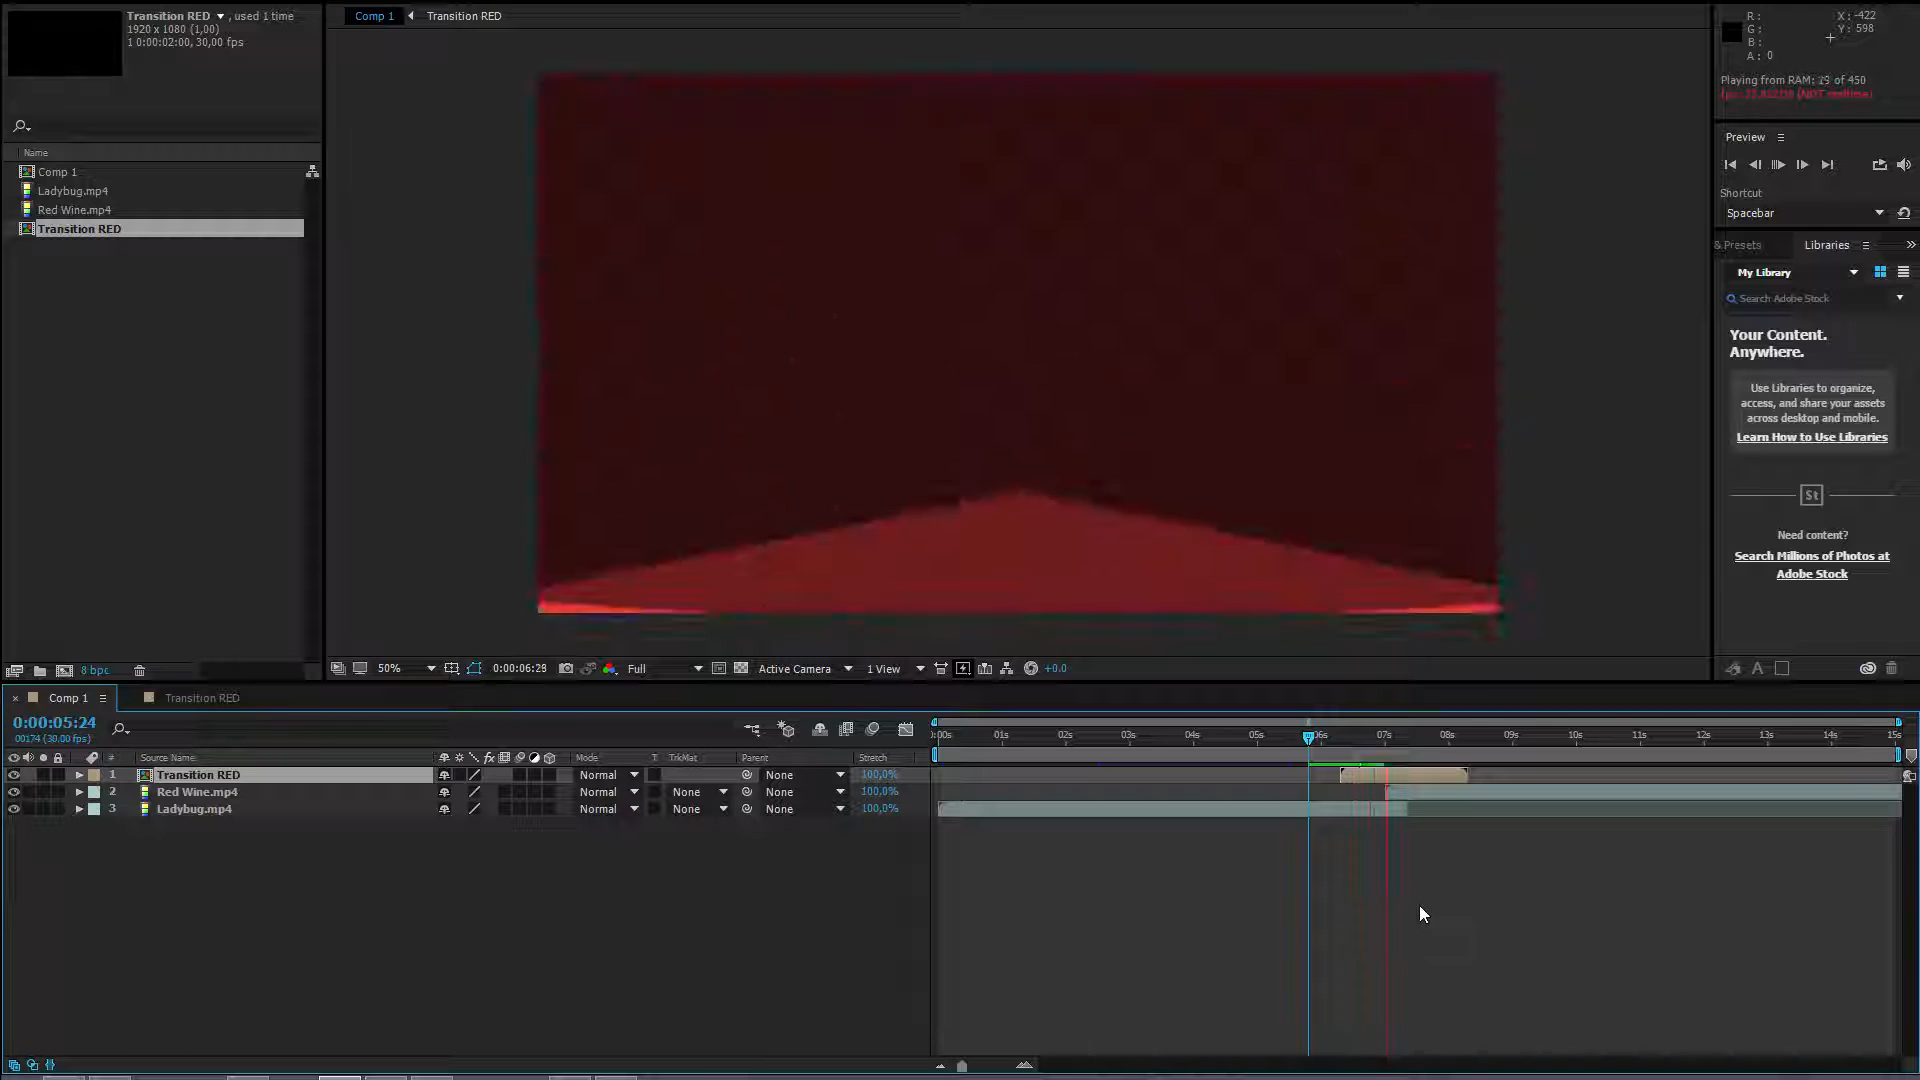 Transition RED ▼ , used 1 time
1920 x 1080 (1,00)
1 0:00:02:00, 30,00 fps
Name
Comp 1
Ladybug.mp4
Red Wine.mp4
Transition RED
8 bpc
Comp 1
Transition RED
50%
0:00:06:28
Full
Active Camera
1 View
+0.0
R :
G :
B :
A : 0
X : -422
Y : 598
Playing from RAM: 29 of 450
Preview
Shortcut
Spacebar
& Presets
Libraries
My Library
Search Adobe Stock
Your Content.
Anywhere.
Use Libraries to organize,
access, and share your assets
across desktop and mobile.
Learn How to Use Libraries
St
Need content?
Search Millions of Photos at
Adobe Stock
Comp 1
Transition RED
0:00:05:24
00174 (30.00 fps)
# Source Name Mode T TrkMat Parent Stretch
1 Transition RED Normal None 100,0%
2 Red Wine.mp4 Normal None None 100,0%
3 Ladybug.mp4 Normal None None 100,0%
:00s 01s 02s 03s 04s 05s 06s 07s 08s 09s 10s 11s 12s 13s 14s 15s